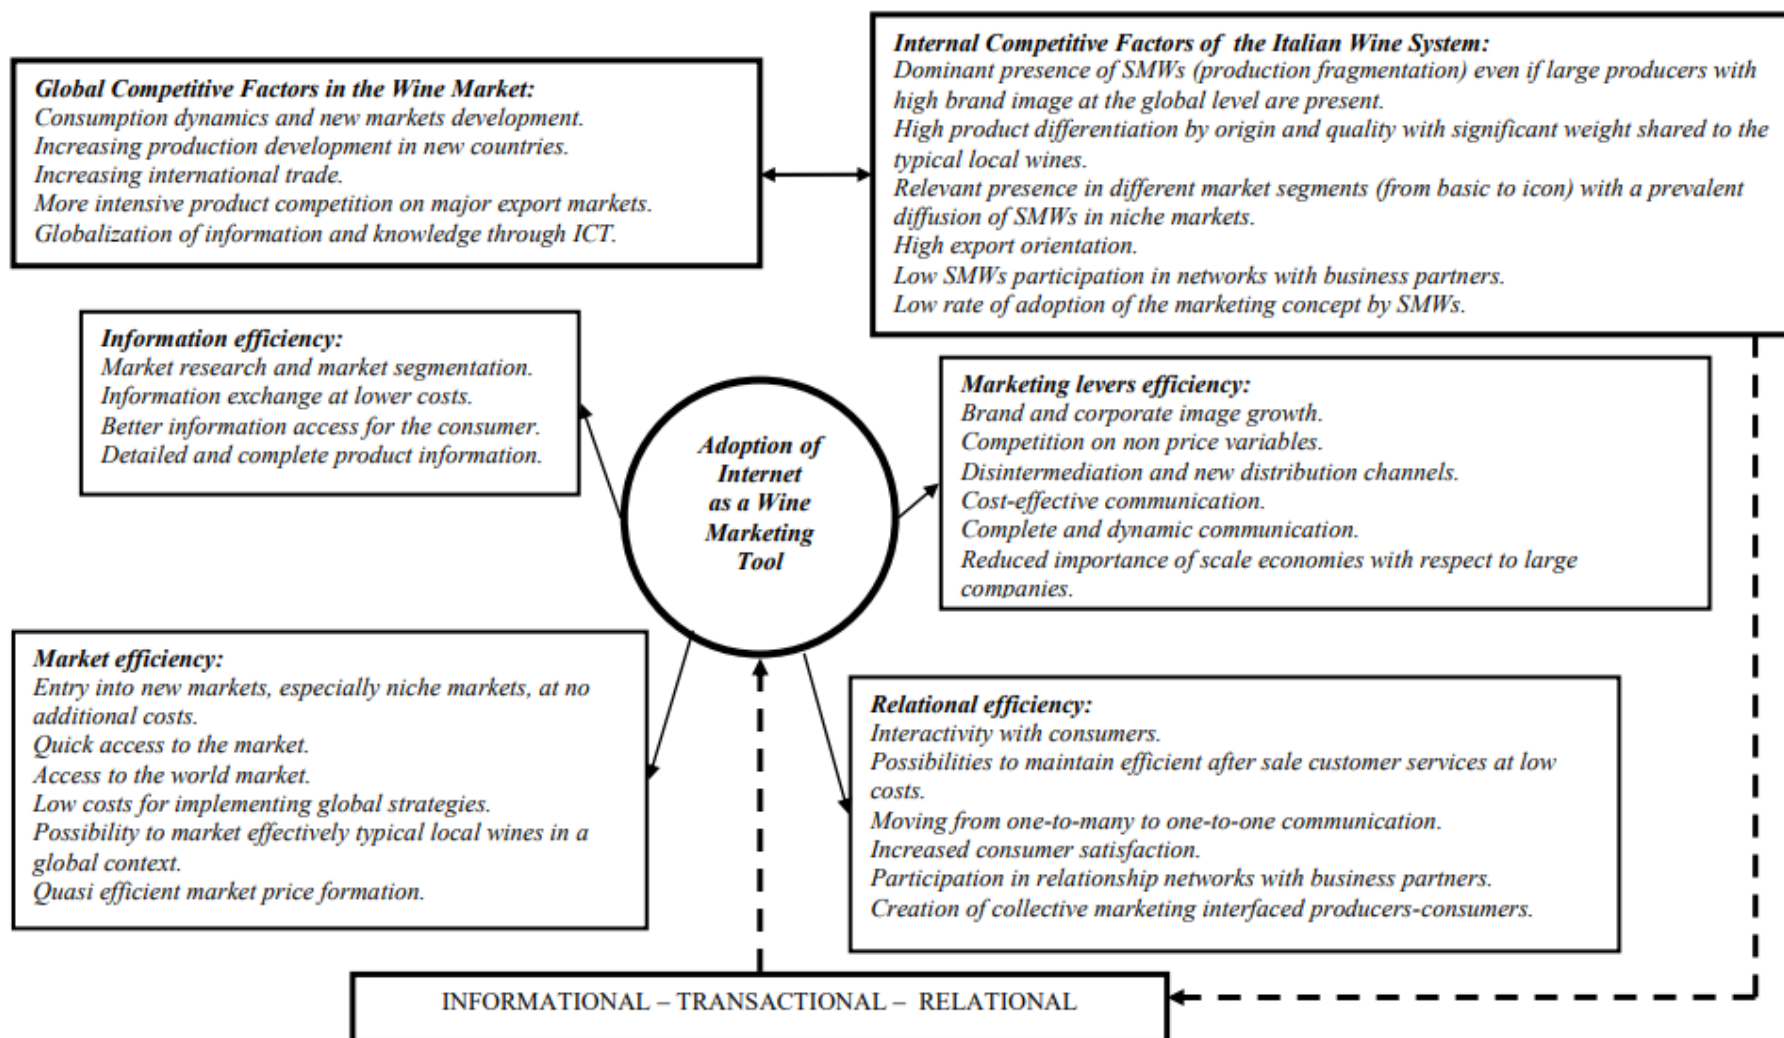 Global Competitive Factors in the Wine Market:
Consumption dynamics and new markets development.
Increasing production development in new countries.
Increasing international trade.
More intensive product competition on major export markets.
Globalization of information and knowledge through ICT.
Internal Competitive Factors of the Italian Wine System:
Dominant presence of SMWs (production fragmentation) even if large producers with
high brand image at the global level are present.
High product differentiation by origin and quality with significant weight shared to the
typical local wines.
Relevant presence in different market segments (from basic to icon) with a prevalent
diffusion of SMWs in niche markets.
High export orientation.
Low SMWs participation in networks with business partners.
Low rate of adoption of the marketing concept by SMWs.
Information efficiency:
Market research and market segmentation.
Information exchange at lower costs.
Better information access for the consumer.
Detailed and complete product information.
Adoption of
Internet
as a Wine
Marketing
Tool
Marketing levers efficiency:
Brand and corporate image growth.
Competition on non price variables.
Disintermediation and new distribution channels.
Cost-effective communication.
Complete and dynamic communication.
Reduced importance of scale economies with respect to large
companies.
Market efficiency:
Entry into new markets, especially niche markets, at no
additional costs.
Quick access to the market.
Access to the world market.
Low costs for implementing global strategies.
Possibility to market effectively typical local wines in a
global context.
Quasi efficient market price formation.
Relational efficiency:
Interactivity with consumers.
Possibilities to maintain efficient after sale customer services at low
costs.
Moving from one-to-many to one-to-one communication.
Increased consumer satisfaction.
Participation in relationship networks with business partners.
Creation of collective marketing interfaced producers-consumers.
INFORMATIONAL – TRANSACTIONAL – RELATIONAL